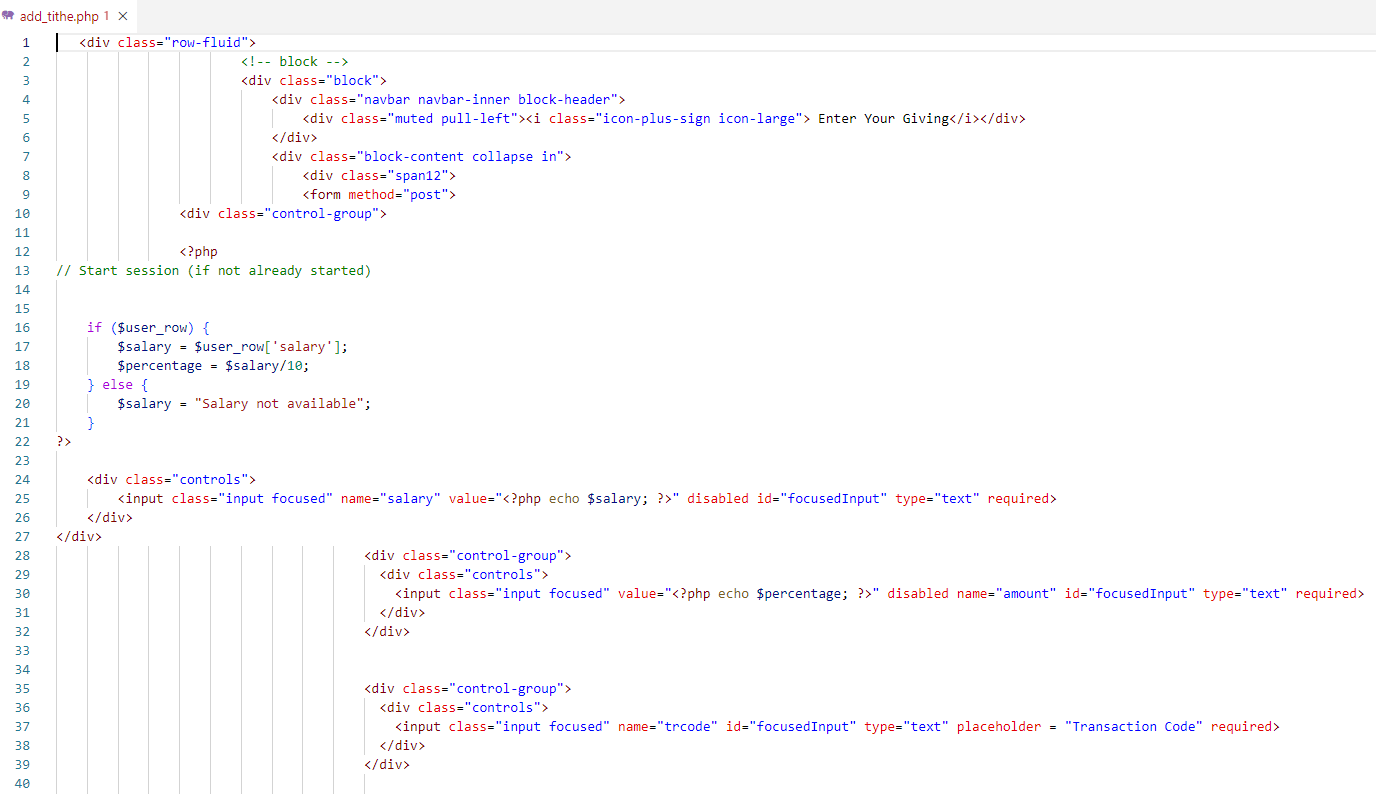 add_tithe.php 1 ×
1 <div class="row-fluid">
2 <!-- block -->
3 <div class="block">
4 <div class="navbar navbar-inner block-header">
5 <div class="muted pull-left"><i class="icon-plus-sign icon-large"> Enter Your Giving</i></div>
6 </div>
7 <div class="block-content collapse in">
8 <div class="span12">
9 <form method="post">
10 <div class="control-group">
11
12 <?php
13 // Start session (if not already started)
14
15
16 if ($user_row) {
17 $salary = $user_row['salary'];
18 $percentage = $salary/10;
19 } else {
20 $salary = "Salary not available";
21 }
22 ?>
23
24 <div class="controls">
25 <input class="input focused" name="salary" value="<?php echo $salary; ?>" disabled id="focusedInput" type="text" required>
26 </div>
27 </div>
28 <div class="control-group">
29 <div class="controls">
30 <input class="input focused" value="<?php echo $percentage; ?>" disabled name="amount" id="focusedInput" type="text" required>
31 </div>
32 </div>
33
34
35 <div class="control-group">
36 <div class="controls">
37 <input class="input focused" name="trcode" id="focusedInput" type="text" placeholder = "Transaction Code" required>
38 </div>
39 </div>
40